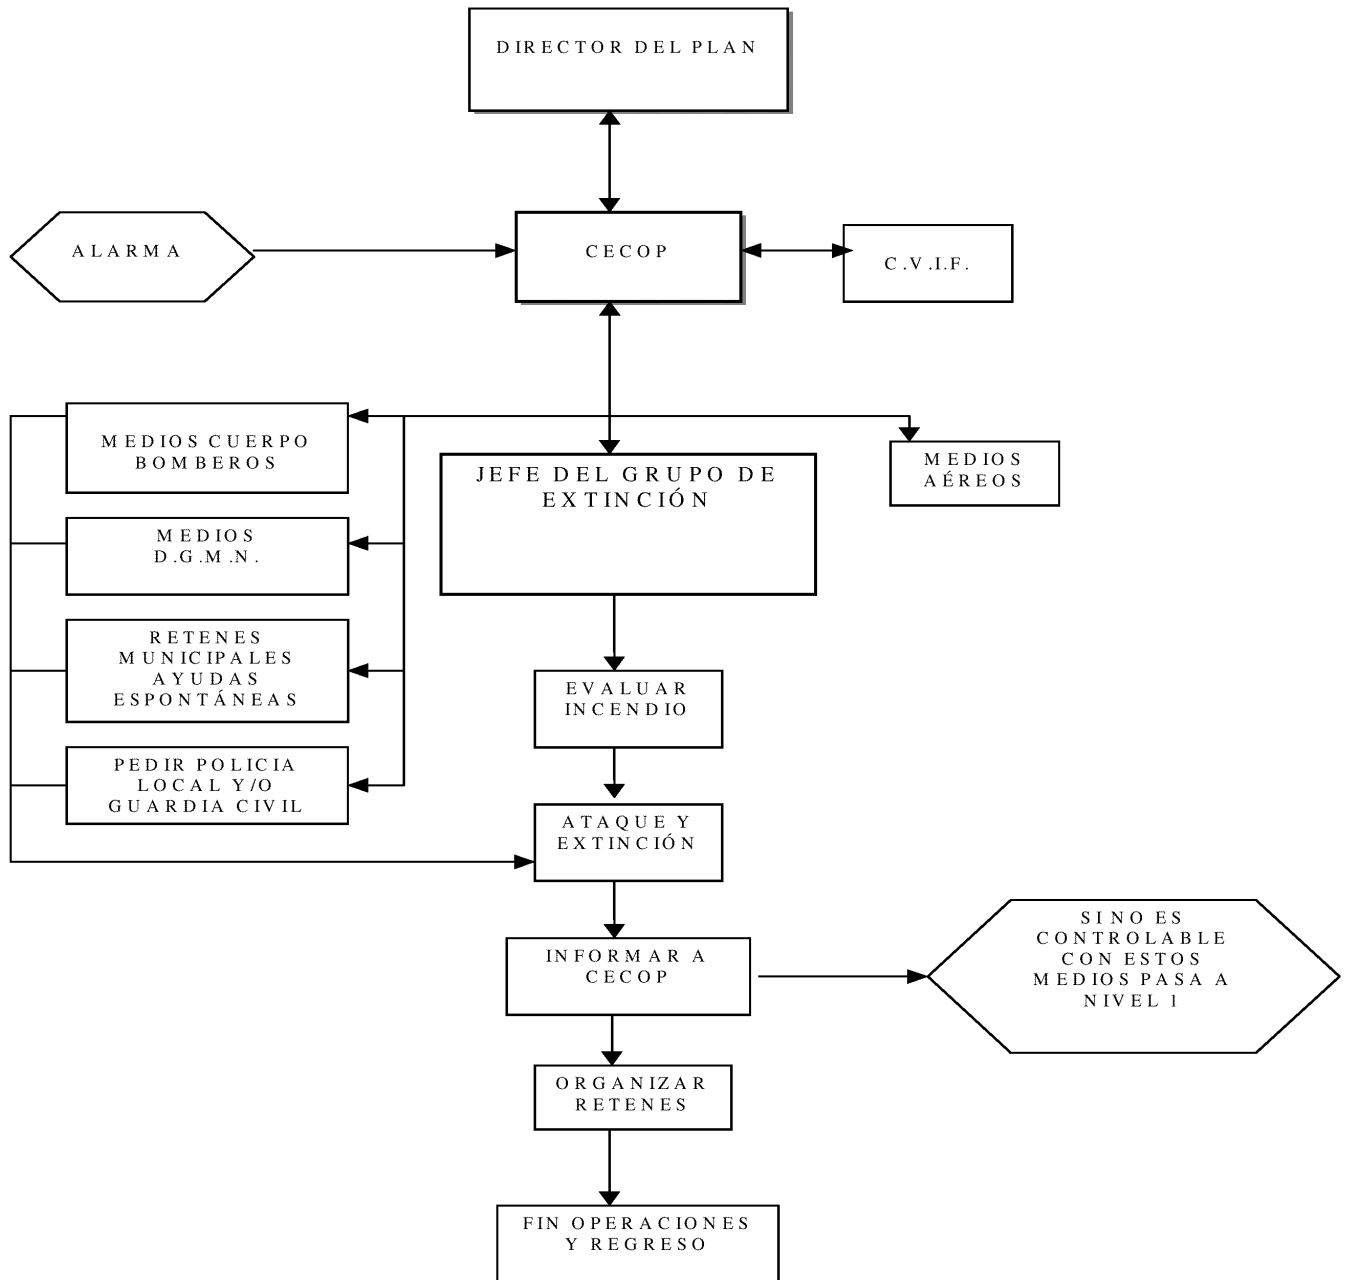 DIRECTOR DEL PLAN
ALARMA
CECOP
C.V.I.F.
MEDIOS CUERPO
BOMBEROS
MEDIOS
AÉREOS
JEFE DEL GRUPO DE
EXTINCIÓN
MEDIOS
D.G.M.N.
RETENES
MUNICIPALES
AYUDAS
ESPONTÁNEAS
EVALUAR
INCENDIO
PEDIR POLICIA
LOCAL Y/O
GUARDIA CIVIL
ATAQUE Y
EXTINCIÓN
INFORMAR A
CECOP
SI NO ES
CONTROLABLE
CON ESTOS
MEDIOS PASA A
NIVEL 1
ORGANIZAR
RETENES
FIN OPERACIONES
Y REGRESO